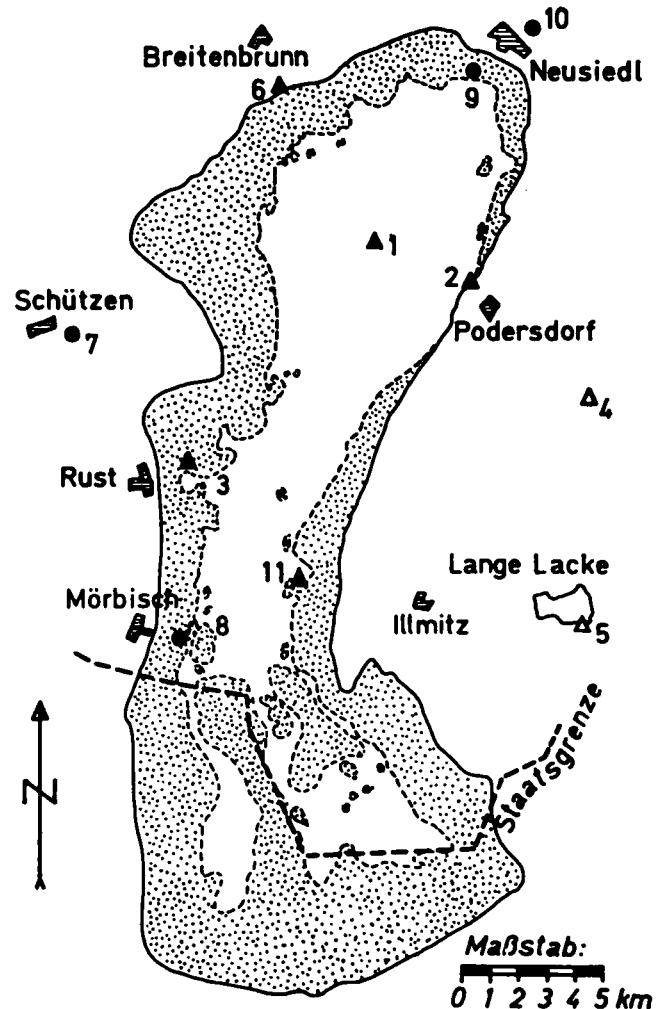 10
Breitenbrunn
Neusiedl
6
9
1
2
Schützen
7
Podersdorf
4
Rust
3
11
Lange Lacke
Mörbisch
8
Illmitz
5
Staatsgrenze
N
Maßstab:
0 1 2 3 4 5 km